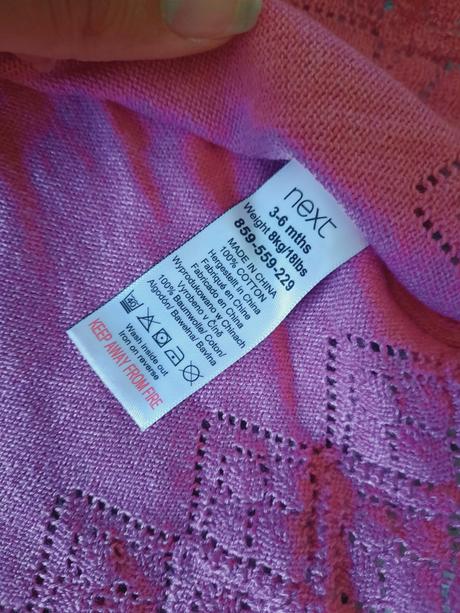 next
3-6 mths
Weight 8kg/18lbs
859-559-229
MADE IN CHINA
100% COTTON
Hergestellt in China
Fabriqué en Chine
Fabricado en China
Wyprodukowano w Chinach
Vyrobeno v Číně
100% Baumwolle/ Coton/
Algodón/ Bawełna/ Bavlna
40
Wash inside out
Iron on reverse
KEEP AWAY FROM FIRE